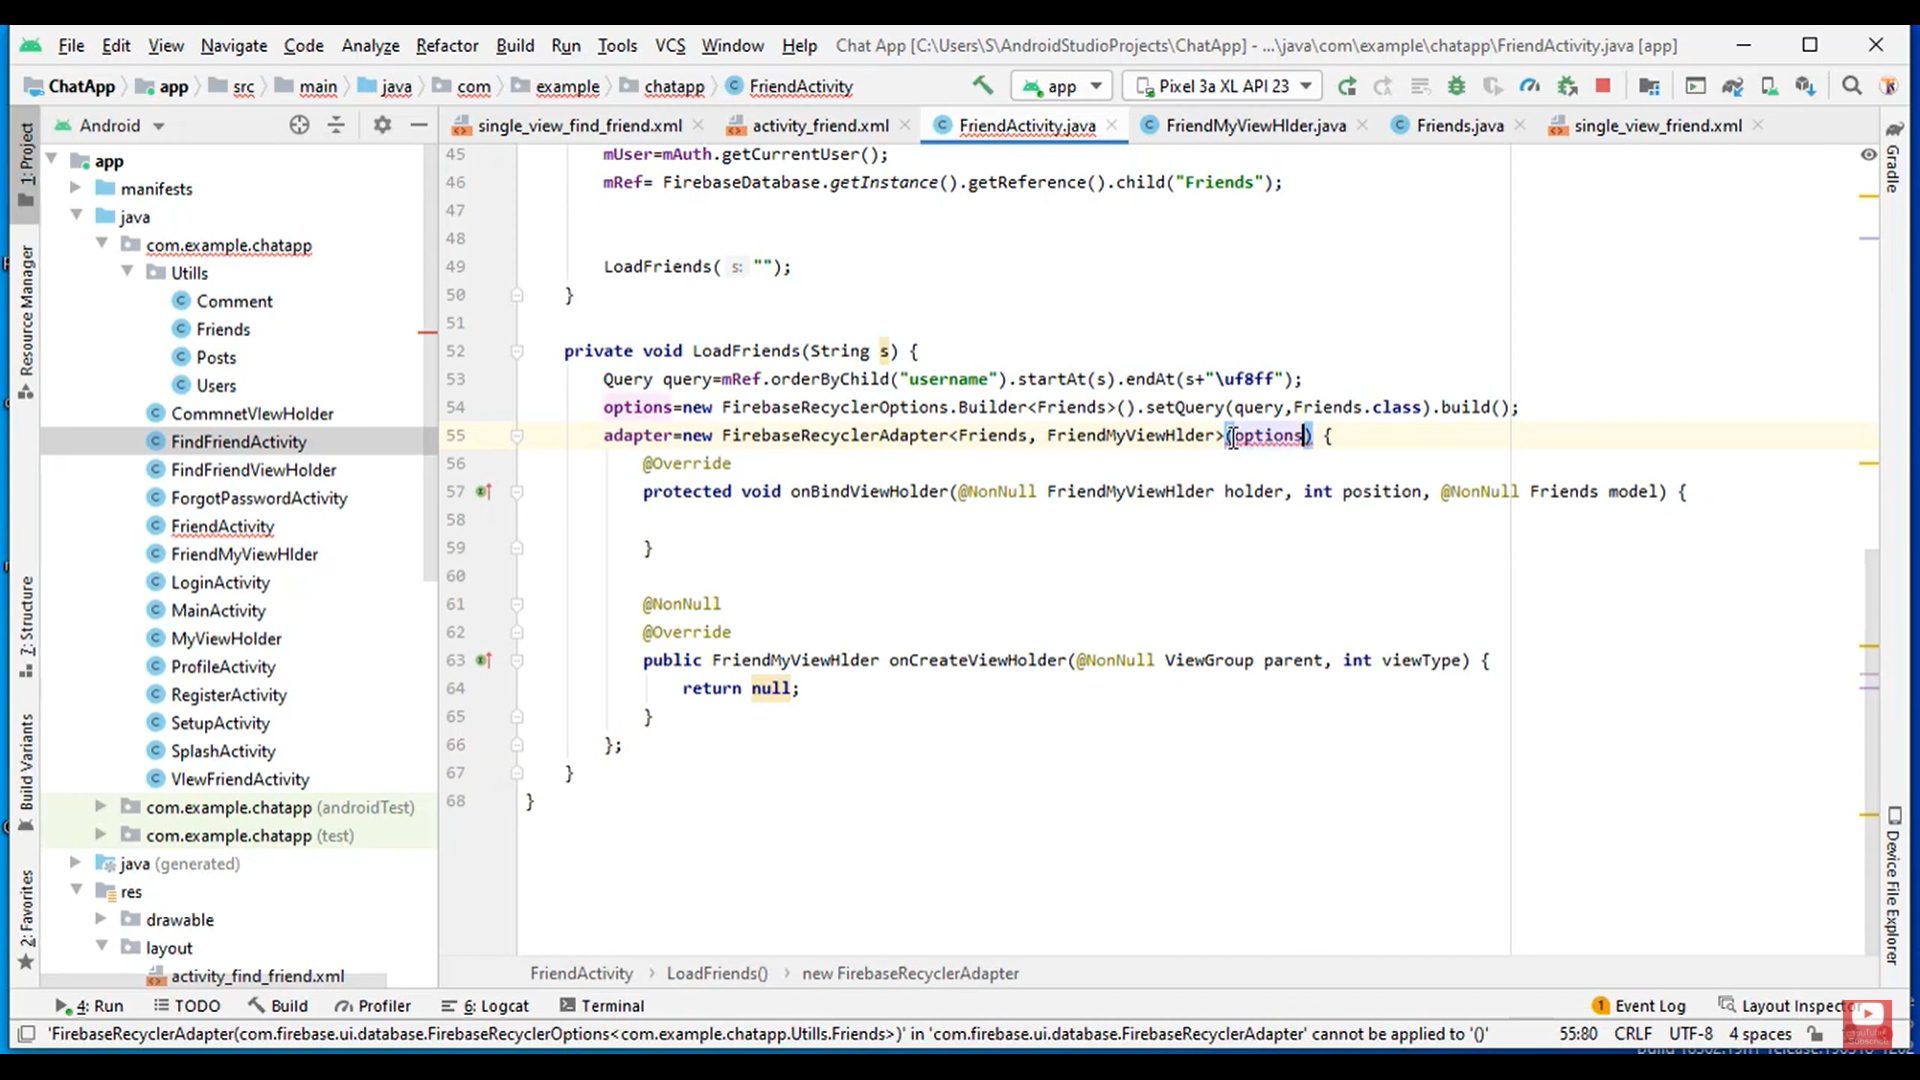 File Edit View Navigate Code Analyze Refactor Build Run Tools VCS Window Help Chat App [C:\Users\S\AndroidStudioProjects\ChatApp] - ...\java\com\example\chatapp\FriendActivity.java [app]
ChatApp app src main java com example chatapp FriendActivity app Pixel 3a XL API 23
Android single_view_find_friend.xml activity_friend.xml FriendActivity.java FriendMyViewHlder.java Friends.java single_view_friend.xml
1: Project
Resource Manager
7: Structure
Build Variants
2: Favorites
app
manifests
java
com.example.chatapp
Utills
Comment
Friends
Posts
Users
CommnetVIewHolder
FindFriendActivity
FindFriendViewHolder
ForgotPasswordActivity
FriendActivity
FriendMyViewHlder
LoginActivity
MainActivity
MyViewHolder
ProfileActivity
RegisterActivity
SetupActivity
SplashActivity
VIewFriendActivity
com.example.chatapp (androidTest)
com.example.chatapp (test)
java (generated)
res
drawable
layout
activity_find_friend.xml
45 mUser=mAuth.getCurrentUser();
46 mRef= FirebaseDatabase.getInstance().getReference().child("Friends");
47
48
49 LoadFriends( s: "");
50 }
51
52 private void LoadFriends(String s) {
53 Query query=mRef.orderByChild("username").startAt(s).endAt(s+"\uf8ff");
54 options=new FirebaseRecyclerOptions.Builder<Friends>().setQuery(query,Friends.class).build();
55 adapter=new FirebaseRecyclerAdapter<Friends, FriendMyViewHlder>(options) {
56 @Override
57 protected void onBindViewHolder(@NonNull FriendMyViewHlder holder, int position, @NonNull Friends model) {
58
59 }
60
61 @NonNull
62 @Override
63 public FriendMyViewHlder onCreateViewHolder(@NonNull ViewGroup parent, int viewType) {
64 return null;
65 }
66 };
67 }
68 }
Gradle
Device File Explorer
FriendActivity LoadFriends() new FirebaseRecyclerAdapter
4: Run TODO Build Profiler 6: Logcat Terminal 1 Event Log Layout Inspector
'FirebaseRecyclerAdapter(com.firebase.ui.database.FirebaseRecyclerOptions<com.example.chatapp.Utills.Friends>)' in 'com.firebase.ui.database.FirebaseRecyclerAdapter' cannot be applied to '()' 55:80 CRLF UTF-8 4 spaces